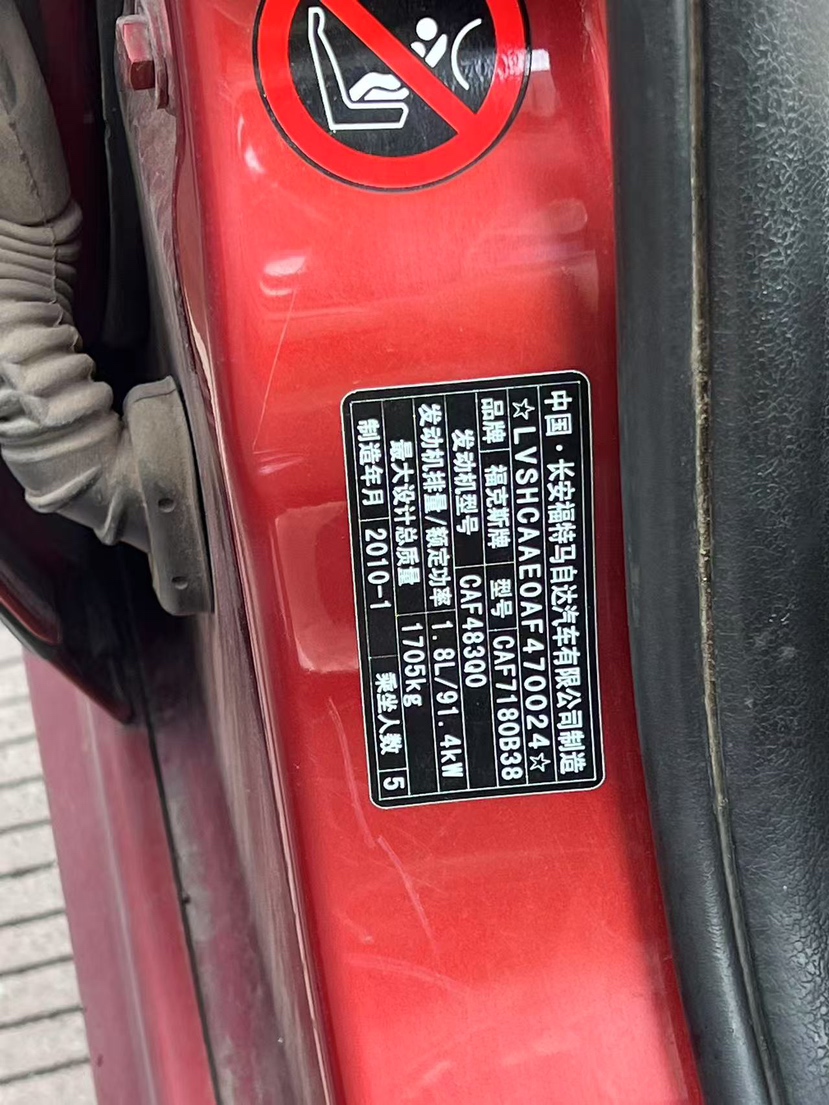 中国·长安福特马自达汽车有限公司制造
☆LVSHCAAE0AF470024☆
品牌 福克斯牌 型号 CAF7180B38
发动机型号 CAF483Q0
发动机排量/额定功率 1.8L/91.4kW
最大设计总质量 1705kg
制造年月 2010-1 乘坐人数 5